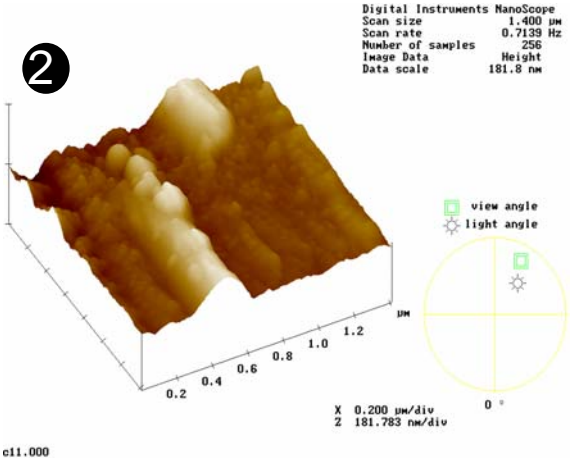 Digital Instruments NanoScope
Scan size 1.400 µm
Scan rate 0.7139 Hz
Number of samples 256
Image Data Height
Data scale 181.8 nm
2
view angle
light angle
0.2 0.4 0.6 0.8 1.0 1.2 µm
X 0.200 µm/div
Z 181.783 nm/div
0 °
c11.000